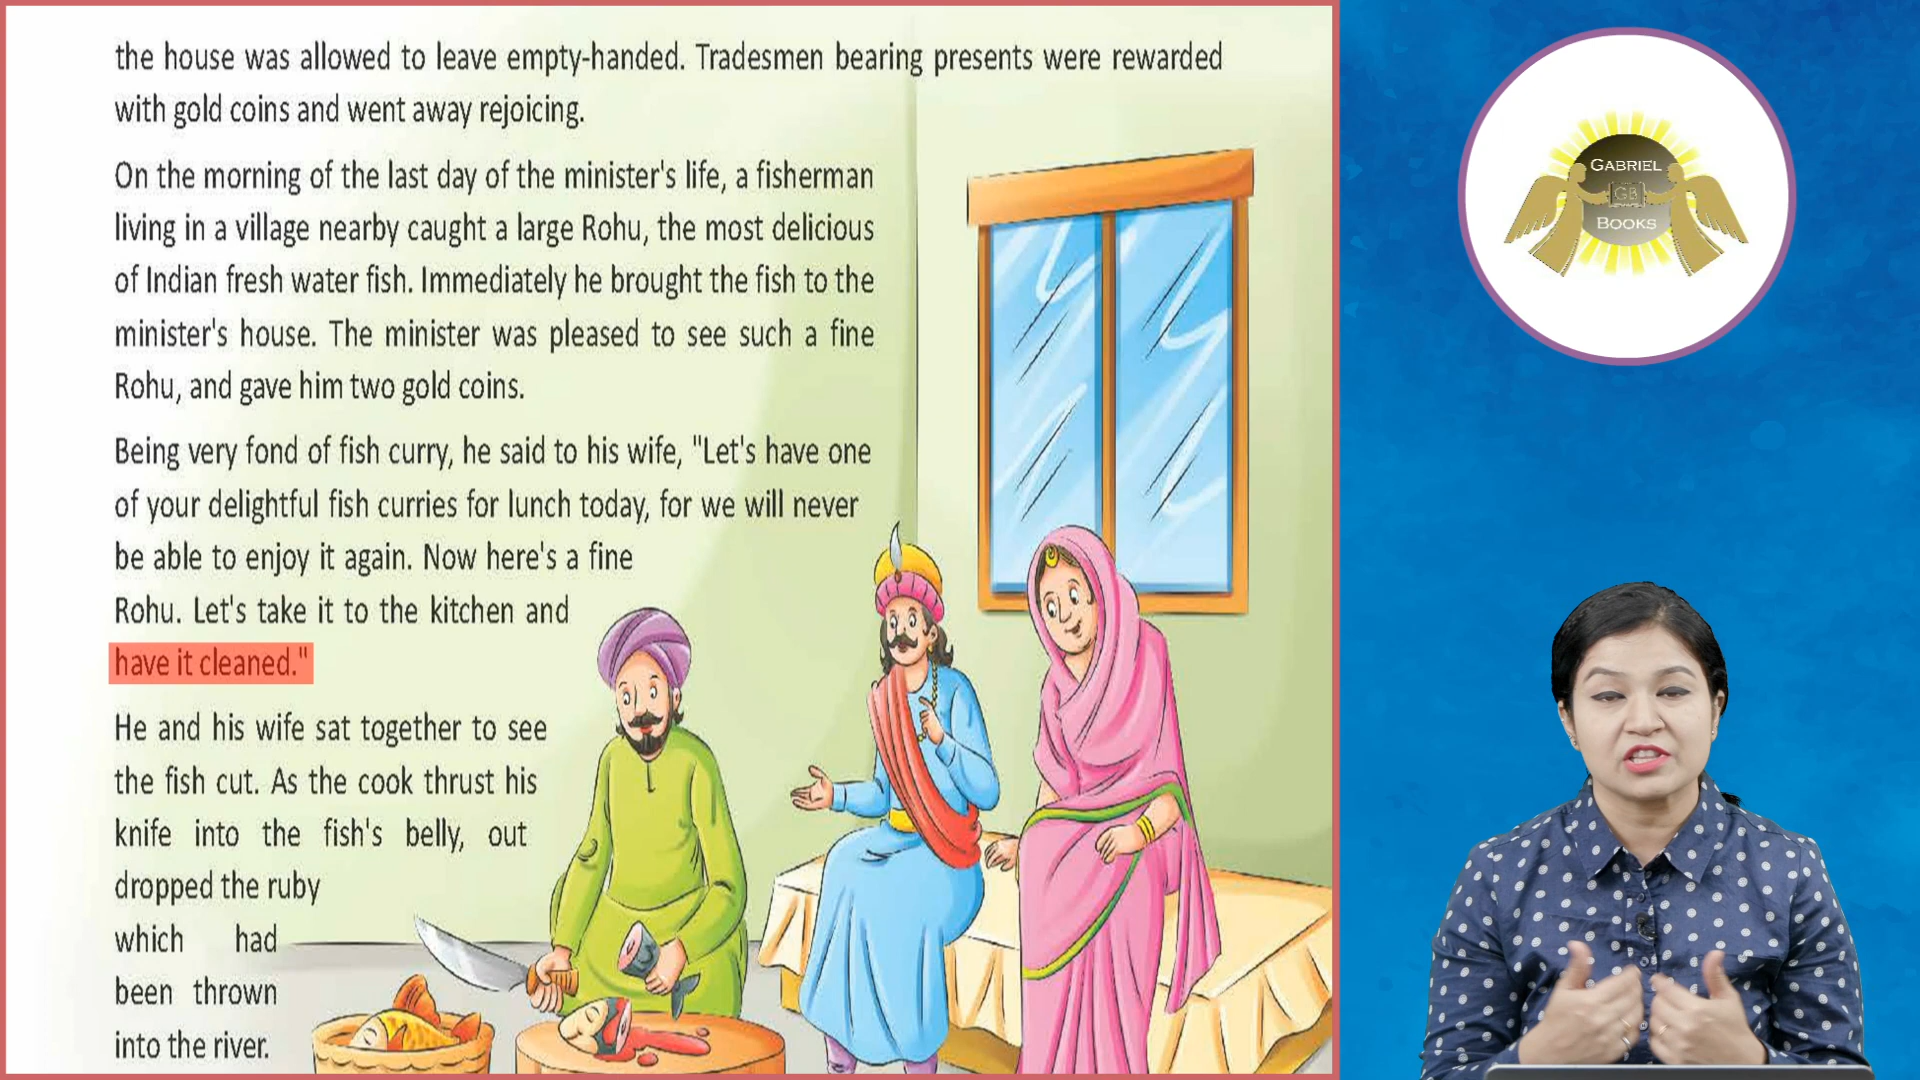 the house was allowed to leave empty-handed. Tradesmen bearing presents were rewarded
with gold coins and went away rejoicing.
On the morning of the last day of the minister's life, a fisherman
living in a village nearby caught a large Rohu, the most delicious
of Indian fresh water fish. Immediately he brought the fish to the
minister's house. The minister was pleased to see such a fine
Rohu, and gave him two gold coins.
Being very fond of fish curry, he said to his wife, "Let's have one
of your delightful fish curries for lunch today, for we will never
be able to enjoy it again. Now here's a fine
Rohu. Let's take it to the kitchen and
have it cleaned."
He and his wife sat together to see
the fish cut. As the cook thrust his
knife into the fish's belly, out
dropped the ruby
which had
been thrown
into the river.
GABRIEL
GB
BOOKS